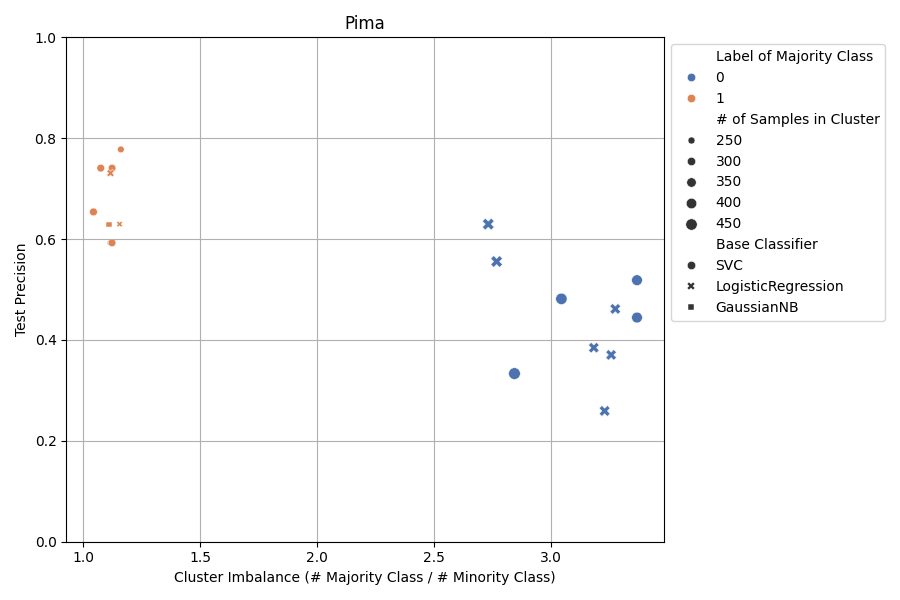 Pima
1.0
0.8
0.6
0.4
0.2
0.0
Test Precision
1.0
1.5
2.0
2.5
3.0
Cluster Imbalance (# Majority Class / # Minority Class)
Label of Majority Class
0
1
# of Samples in Cluster
250
300
350
400
450
Base Classifier
SVC
LogisticRegression
GaussianNB